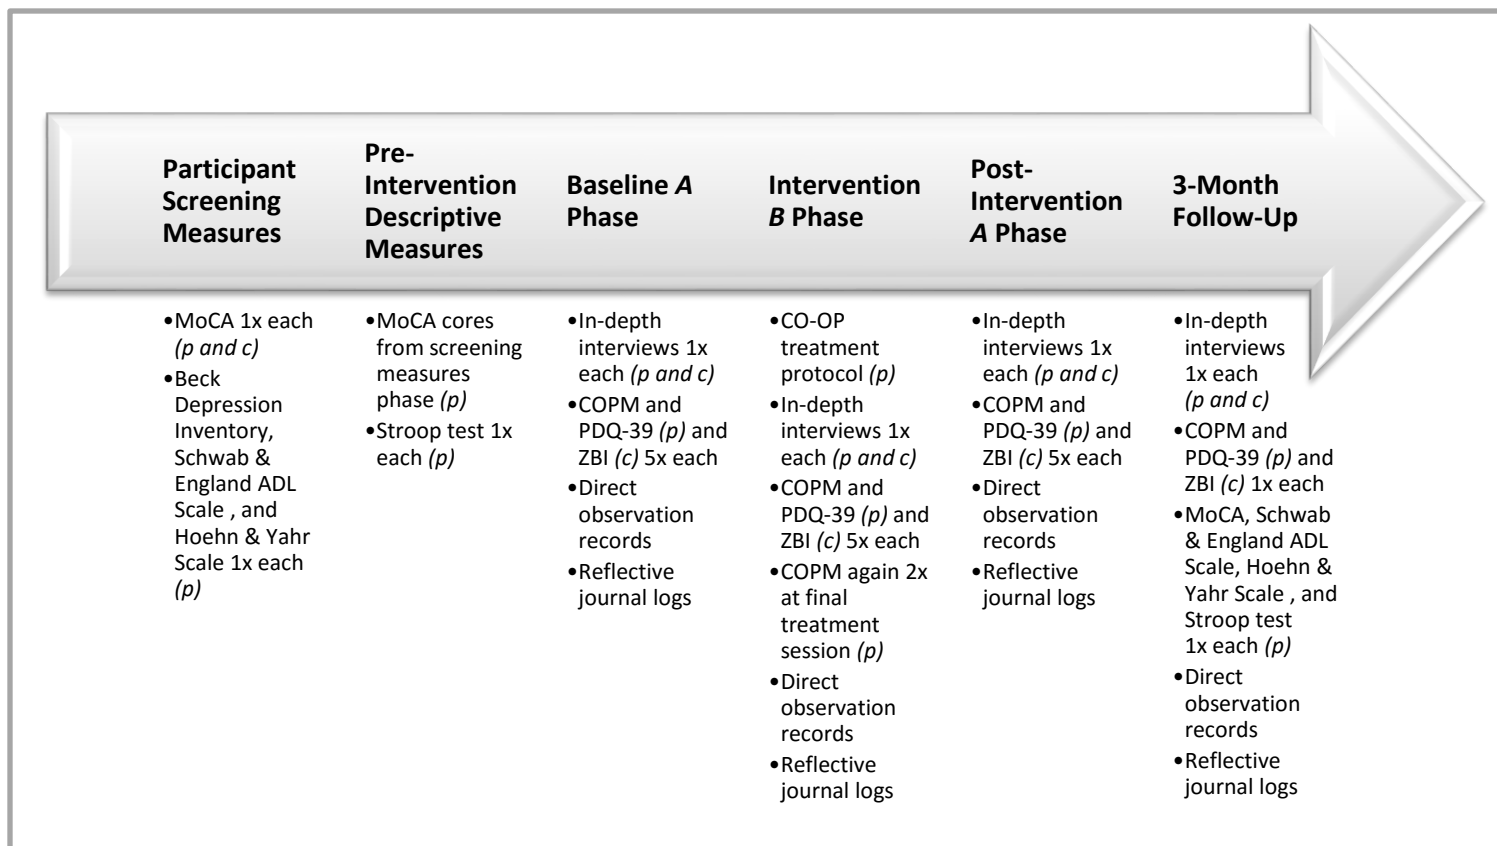 Participant
Screening
Measures
Pre-
Intervention
Descriptive
Measures
Baseline A
Phase
Intervention
B Phase
Post-
Intervention
A Phase
3-Month
Follow-Up
•MoCA 1x each
(p and c)
•Beck
Depression
Inventory,
Schwab &
England ADL
Scale , and
Hoehn & Yahr
Scale 1x each
(p)
•MoCA cores
from screening
measures
phase (p)
•Stroop test 1x
each (p)
•In-depth
interviews 1x
each (p and c)
•COPM and
PDQ-39 (p) and
ZBI (c) 5x each
•Direct
observation
records
•Reflective
journal logs
•CO-OP
treatment
protocol (p)
•In-depth
interviews 1x
each (p and c)
•COPM and
PDQ-39 (p) and
ZBI (c) 5x each
•COPM again 2x
at final
treatment
session (p)
•Direct
observation
records
•Reflective
journal logs
•In-depth
interviews 1x
each (p and c)
•COPM and
PDQ-39 (p) and
ZBI (c) 5x each
•Direct
observation
records
•Reflective
journal logs
•In-depth
interviews
1x each
(p and c)
•COPM and
PDQ-39 (p) and
ZBI (c) 1x each
•MoCA, Schwab
& England ADL
Scale, Hoehn &
Yahr Scale , and
Stroop test
1x each (p)
•Direct
observation
records
•Reflective
journal logs